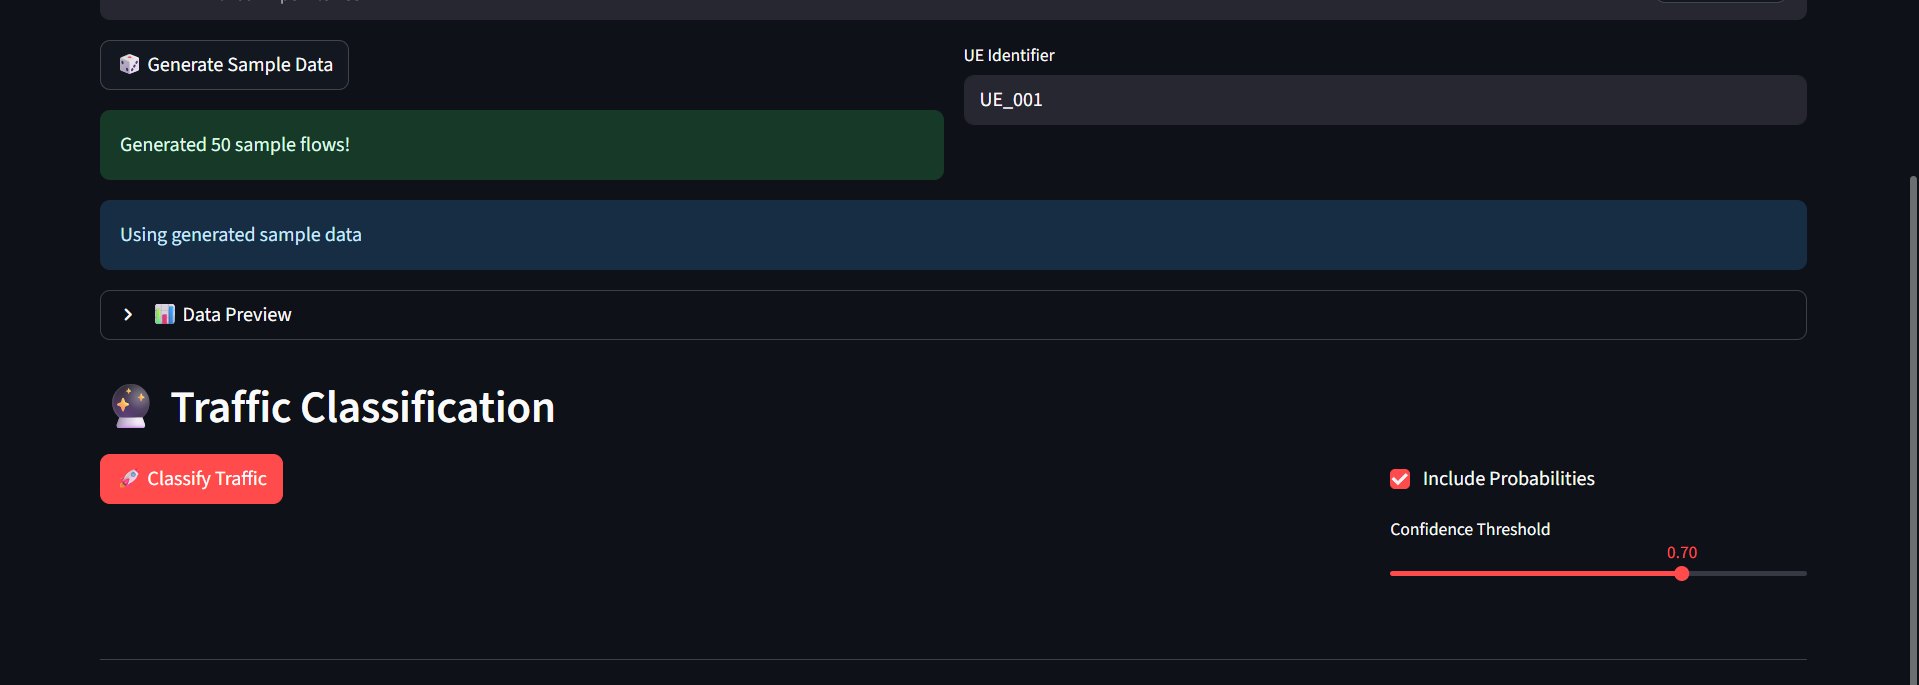 Generate Sample Data
UE Identifier
UE_001
Generated 50 sample flows!
Using generated sample data
Data Preview
Traffic Classification
Classify Traffic
Include Probabilities
Confidence Threshold
0.70